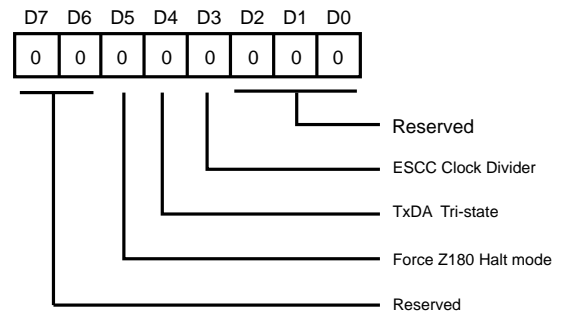 D7 D6 D5 D4 D3 D2 D1 D0
0 0 0 0 0 0 0 0
Reserved
ESCC Clock Divider
TxDA Tri-state
Force Z180 Halt mode
Reserved